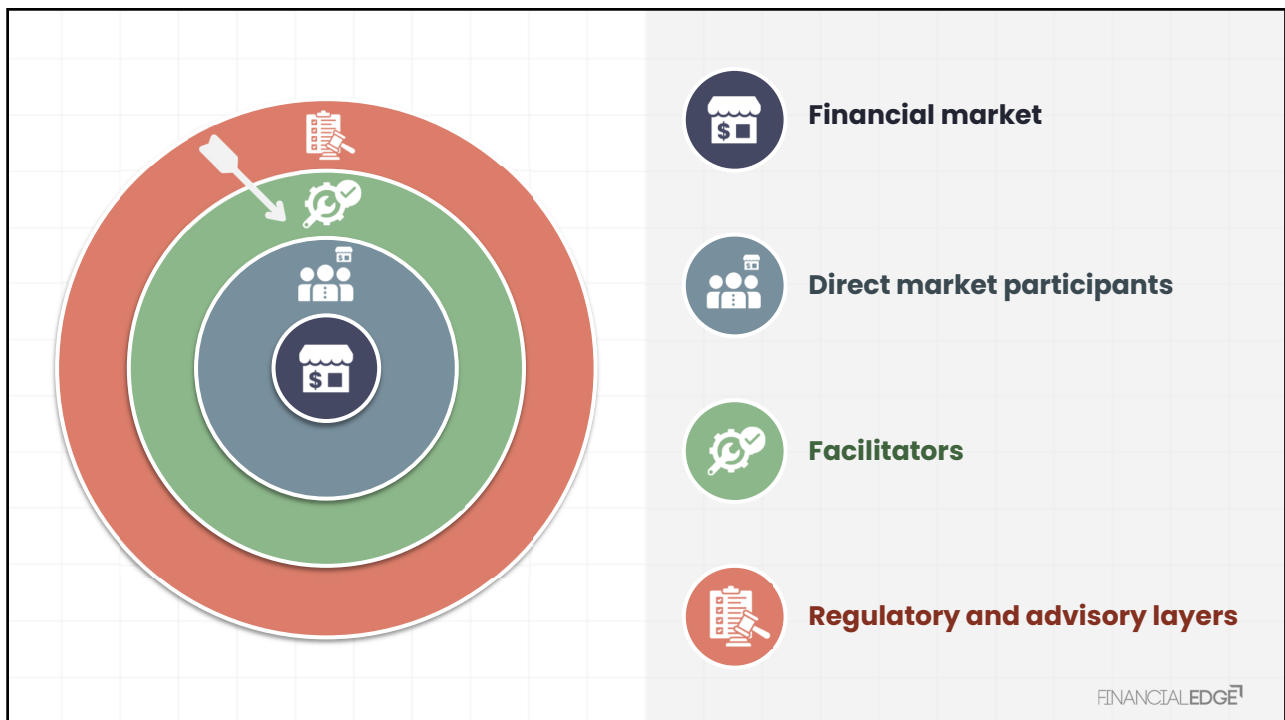 Financial market
Direct market participants
Facilitators
Regulatory and advisory layers
FINANCIALEDGE